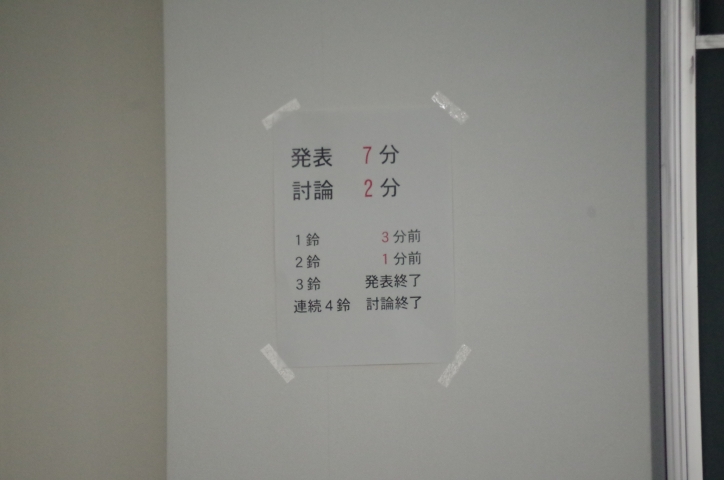 発表 7分
討論 2分
1鈴 3分前
2鈴 1分前
3鈴 発表終了
連続4鈴 討論終了